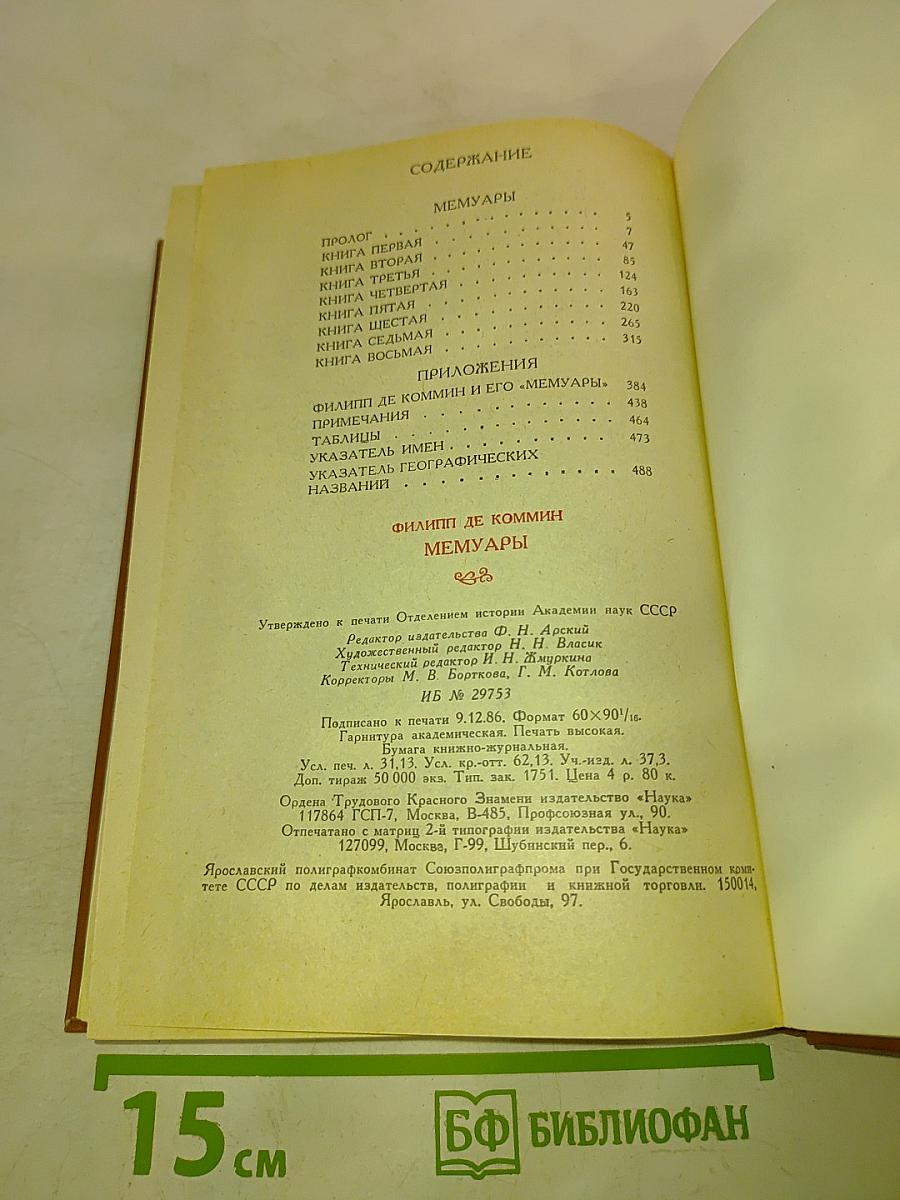 СОДЕРЖАНИЕ
МЕМУАРЫ
ПРОЛОГ . . . . . . . . . . . . . 5
КНИГА ПЕРВАЯ . . . . . . . . . . 7
КНИГА ВТОРАЯ . . . . . . . . . . 47
КНИГА ТРЕТЬЯ . . . . . . . . . . 85
КНИГА ЧЕТВЕРТАЯ . . . . . . . . . 124
КНИГА ПЯТАЯ . . . . . . . . . . 163
КНИГА ШЕСТАЯ . . . . . . . . . . 220
КНИГА СЕДЬМАЯ . . . . . . . . . . 265
КНИГА ВОСЬМАЯ . . . . . . . . . . 315
ПРИЛОЖЕНИЯ
ФИЛИПП ДЕ КОММИН И ЕГО «МЕМУАРЫ» 384
ПРИМЕЧАНИЯ . . . . . . . . . . 438
ТАБЛИЦЫ . . . . . . . . . . . 464
УКАЗАТЕЛЬ ИМЕН . . . . . . . . . 473
УКАЗАТЕЛЬ ГЕОГРАФИЧЕСКИХ
НАЗВАНИЙ . . . . . . . . . . . 488
ФИЛИПП ДЕ КОММИН
МЕМУАРЫ
Утверждено к печати Отделением истории Академии наук СССР
Редактор издательства Ф. Н. Арский
Художественный редактор Н. Н. Власик
Технический редактор И. Н. Жмуркина
Корректоры М. В. Борткова, Г. М. Котлова
ИБ № 29753
Подписано к печати 9.12.86. Формат 60×90¹/₁₆.
Гарнитура академическая. Печать высокая.
Бумага книжно-журнальная.
Усл. печ. л. 31,13. Усл. кр.-отт. 62,13. Уч.-изд. л. 37,3.
Доп. тираж 50 000 экз. Тип. зак. 1751. Цена 4 р. 80 к.
Ордена Трудового Красного Знамени издательство «Наука»
117864 ГСП-7, Москва, В-485, Профсоюзная ул., 90.
Отпечатано с матриц 2-й типографии издательства «Наука»
127099, Москва, Г-99, Шубинский пер., 6.
Ярославский полиграфкомбинат Союзполиграфпрома при Государственном коми-
тете СССР по делам издательств, полиграфии и книжной торговли. 150014,
Ярославль, ул. Свободы, 97.
15 см
БФ БИБЛИОФАН